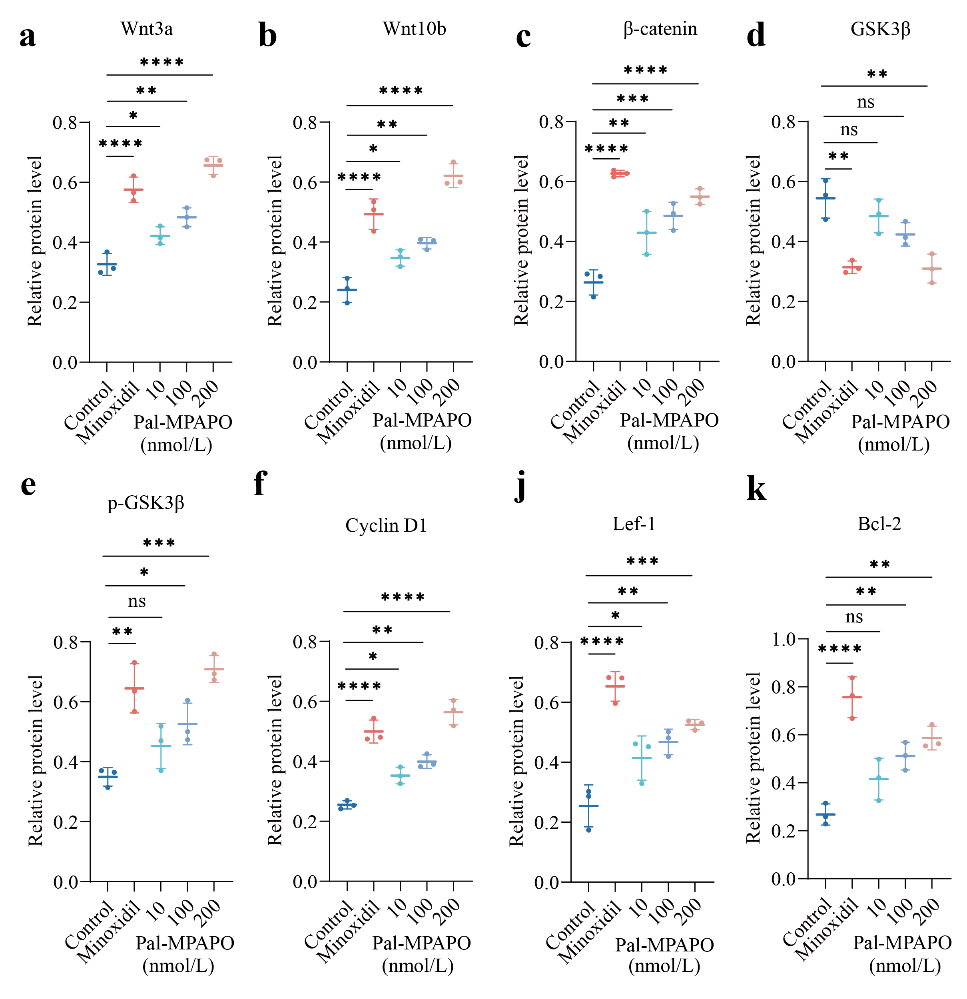 a
Wnt3a
****
**
*
****
0.8
0.6
0.4
0.2
0.0
Relative protein level
Control
Minoxidil
10
100
200
Pal-MPAPO
(nmol/L)
b
Wnt10b
****
**
*
****
0.8
0.6
0.4
0.2
0.0
Relative protein level
Control
Minoxidil
10
100
200
Pal-MPAPO
(nmol/L)
c
β-catenin
****
***
**
****
0.8
0.6
0.4
0.2
0.0
Relative protein level
Control
Minoxidil
10
100
200
Pal-MPAPO
(nmol/L)
d
GSK3β
**
ns
ns
**
0.8
0.6
0.4
0.2
0.0
Relative protein level
Control
Minoxidil
10
100
200
Pal-MPAPO
(nmol/L)
e
p-GSK3β
***
*
ns
**
0.8
0.6
0.4
0.2
0.0
Relative protein level
Control
Minoxidil
10
100
200
Pal-MPAPO
(nmol/L)
f
Cyclin D1
****
**
*
****
0.8
0.6
0.4
0.2
0.0
Relative protein level
Control
Minoxidil
10
100
200
Pal-MPAPO
(nmol/L)
j
Lef-1
***
**
*
****
0.8
0.6
0.4
0.2
0.0
Relative protein level
Control
Minoxidil
10
100
200
Pal-MPAPO
(nmol/L)
k
Bcl-2
**
**
ns
****
1.0
0.8
0.6
0.4
0.2
0.0
Relative protein level
Control
Minoxidil
10
100
200
Pal-MPAPO
(nmol/L)